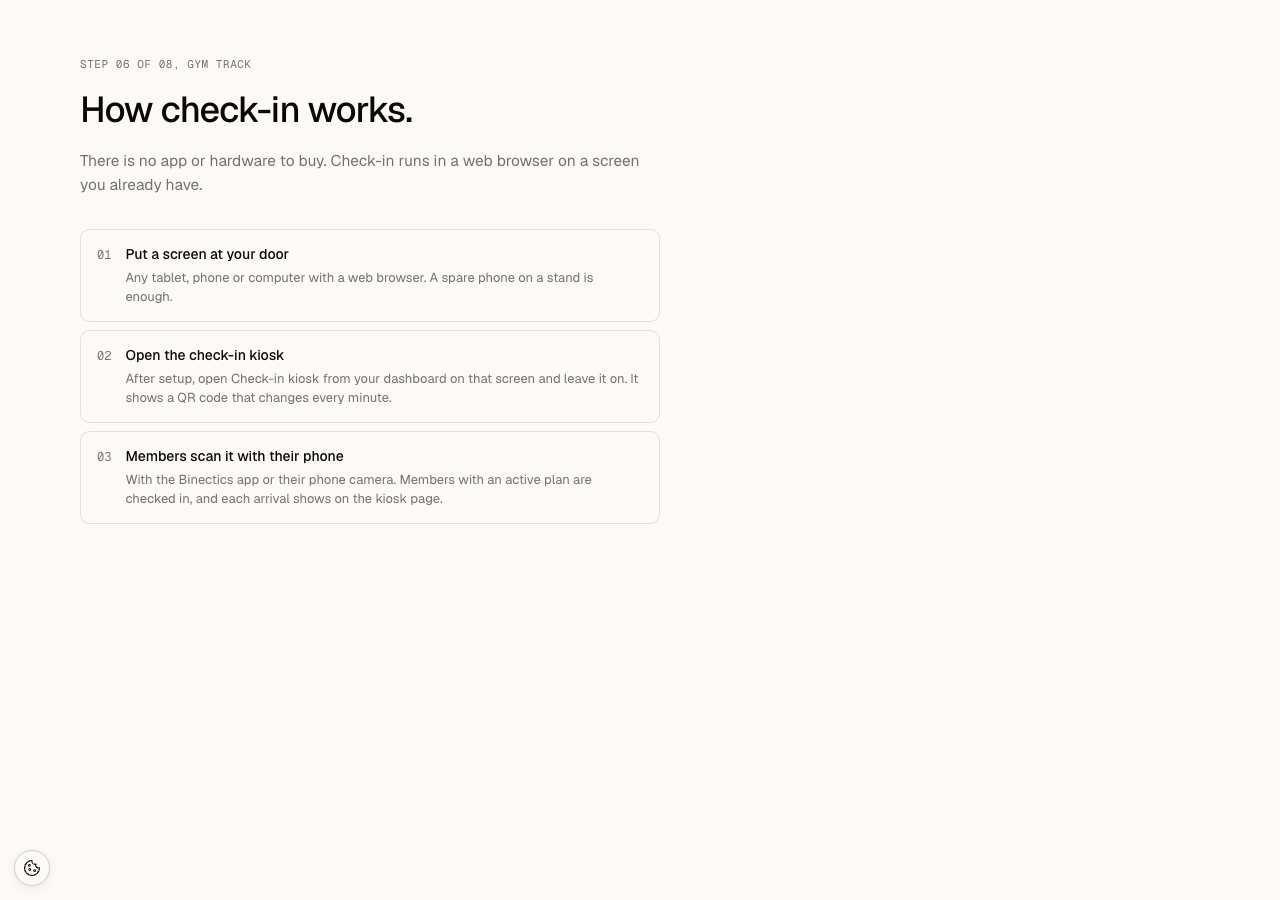 STEP 06 OF 08, GYM TRACK
How check-in works.
There is no app or hardware to buy. Check-in runs in a web browser on a screen
you already have.
01 Put a screen at your door
Any tablet, phone or computer with a web browser. A spare phone on a stand is
enough.
02 Open the check-in kiosk
After setup, open Check-in kiosk from your dashboard on that screen and leave it on. It
shows a QR code that changes every minute.
03 Members scan it with their phone
With the Binectics app or their phone camera. Members with an active plan are
checked in, and each arrival shows on the kiosk page.